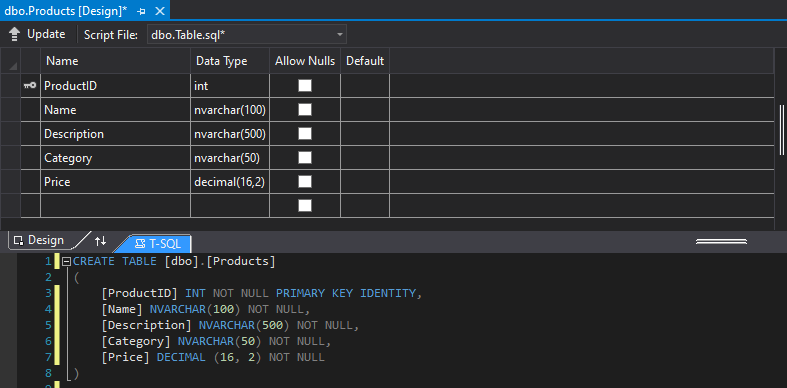 dbo.Products [Design]*
Update Script File: dbo.Table.sql*
Name Data Type Allow Nulls Default
ProductID int
Name nvarchar(100)
Description nvarchar(500)
Category nvarchar(50)
Price decimal(16,2)
Design T-SQL
1 CREATE TABLE [dbo].[Products]
2 (
3 [ProductID] INT NOT NULL PRIMARY KEY IDENTITY,
4 [Name] NVARCHAR(100) NOT NULL,
5 [Description] NVARCHAR(500) NOT NULL,
6 [Category] NVARCHAR(50) NOT NULL,
7 [Price] DECIMAL (16, 2) NOT NULL
8 )
9